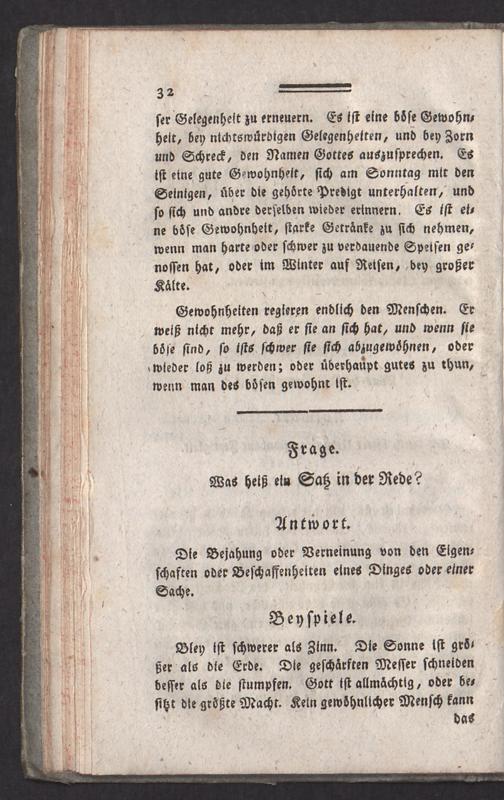 32
ser Gelegenheit zu erneuern. Es ist eine böse Gewohn-
heit, bey nichtswürdigen Gelegenheiten, und bey Zorn
und Schreck, den Namen Gottes auszusprechen. Es
ist eine gute Gewohnheit, sich am Sonntag mit den
Seinigen, über die gehörte Predigt unterhalten, und
so sich und andre derselben wieder erinnern. Es ist ei-
ne böse Gewohnheit, starke Getränke zu sich nehmen,
wenn man harte oder schwer zu verdauende Speisen ge-
nossen hat, oder im Winter auf Reisen, bey großer
Kälte.
Gewohnheiten regieren endlich den Menschen. Er
weiß nicht mehr, daß er sie an sich hat, und wenn sie
böse sind, so ists schwer sie sich abzugewöhnen, oder
wieder loß zu werden; oder überhaupt gutes zu thun,
wenn man des bösen gewohnt ist.
Frage.
Was heiß ein Satz in der Rede?
Antwort.
Die Bejahung oder Verneinung von den Eigen-
schaften oder Beschaffenheiten eines Dinges oder einer
Sache.
Beyspiele.
Bley ist schwerer als Zinn. Die Sonne ist grö-
ßer als die Erde. Die geschärften Messer schneiden
besser als die stumpfen. Gott ist allmächtig, oder be-
sitzt die größte Macht. Kein gewöhnlicher Mensch kann
das